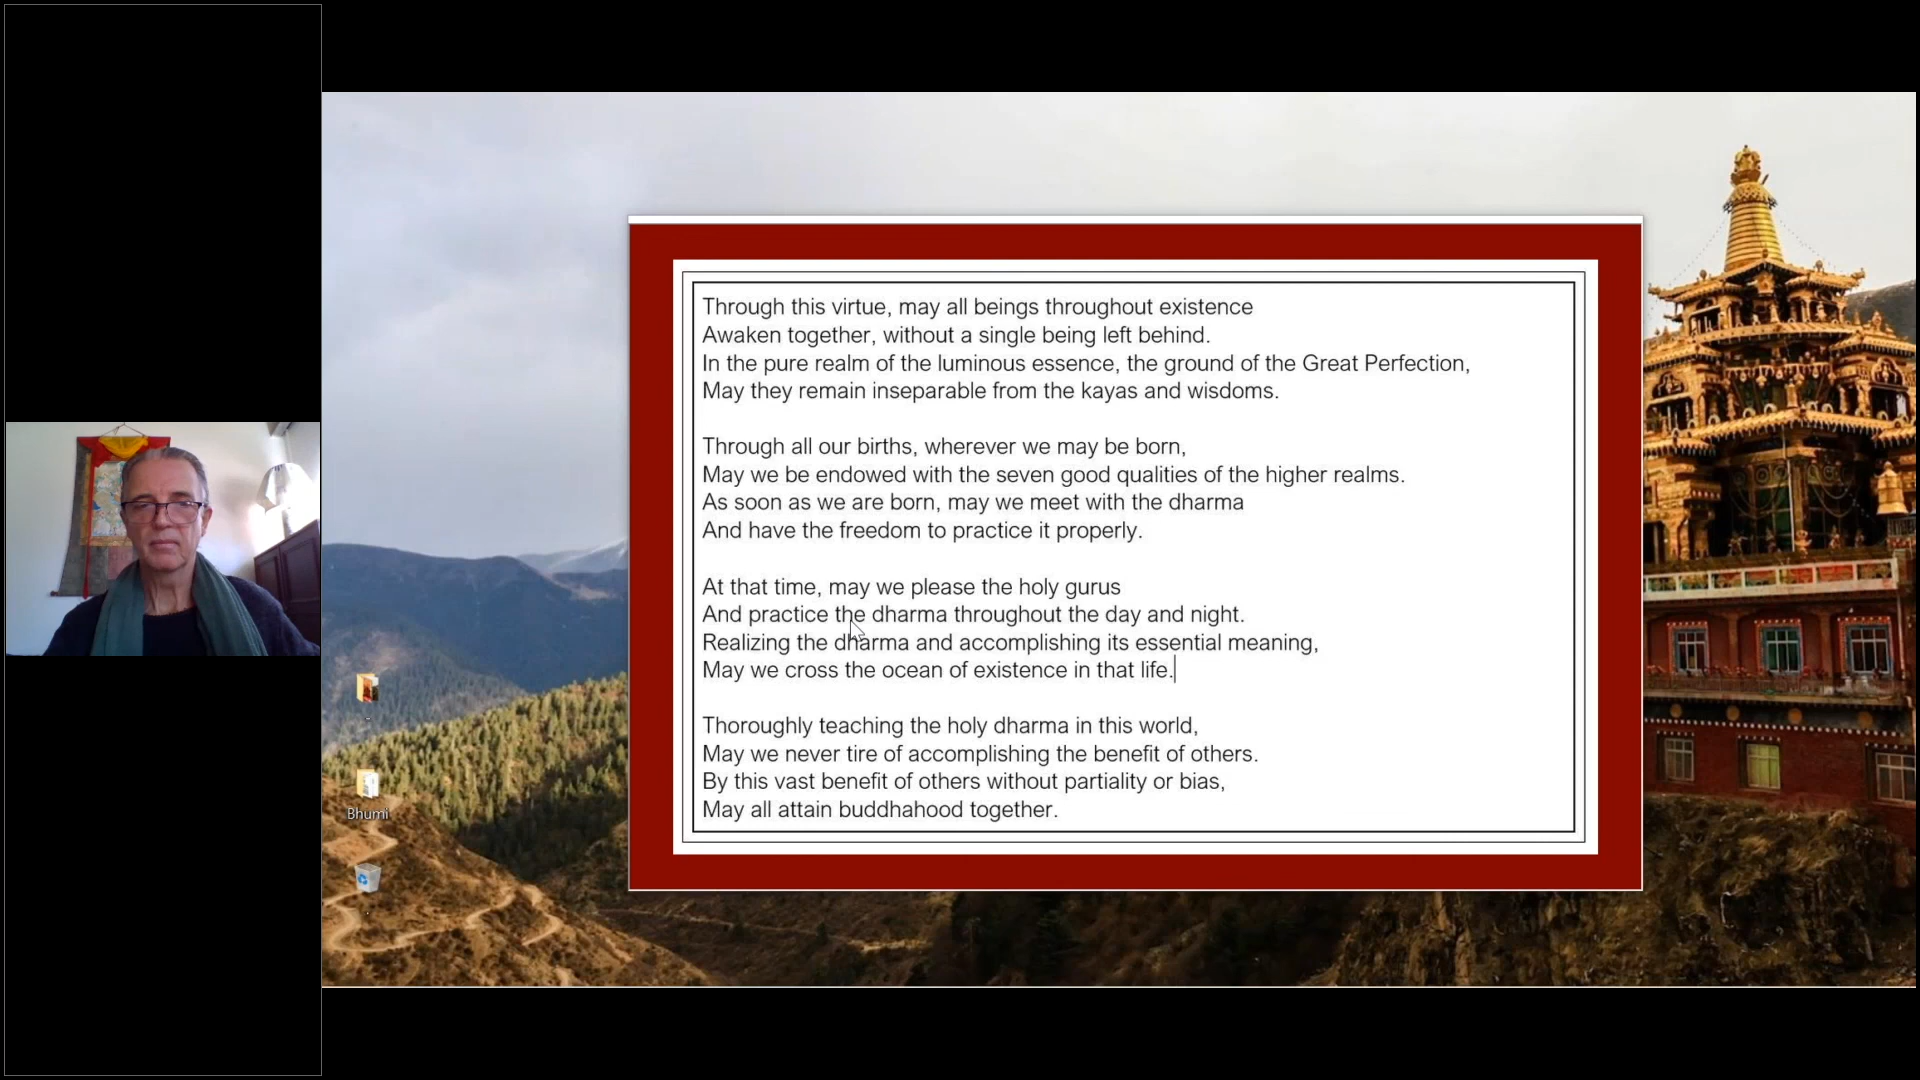 Through this virtue, may all beings throughout existence
Awaken together, without a single being left behind.
In the pure realm of the luminous essence, the ground of the Great Perfection,
May they remain inseparable from the kayas and wisdoms.
Through all our births, wherever we may be born,
May we be endowed with the seven good qualities of the higher realms.
As soon as we are born, may we meet with the dharma
And have the freedom to practice it properly.
At that time, may we please the holy gurus
And practice the dharma throughout the day and night.
Realizing the dharma and accomplishing its essential meaning,
May we cross the ocean of existence in that life.
Thoroughly teaching the holy dharma in this world,
May we never tire of accomplishing the benefit of others.
By this vast benefit of others without partiality or bias,
May all attain buddhahood together.
-
Bhumi
.